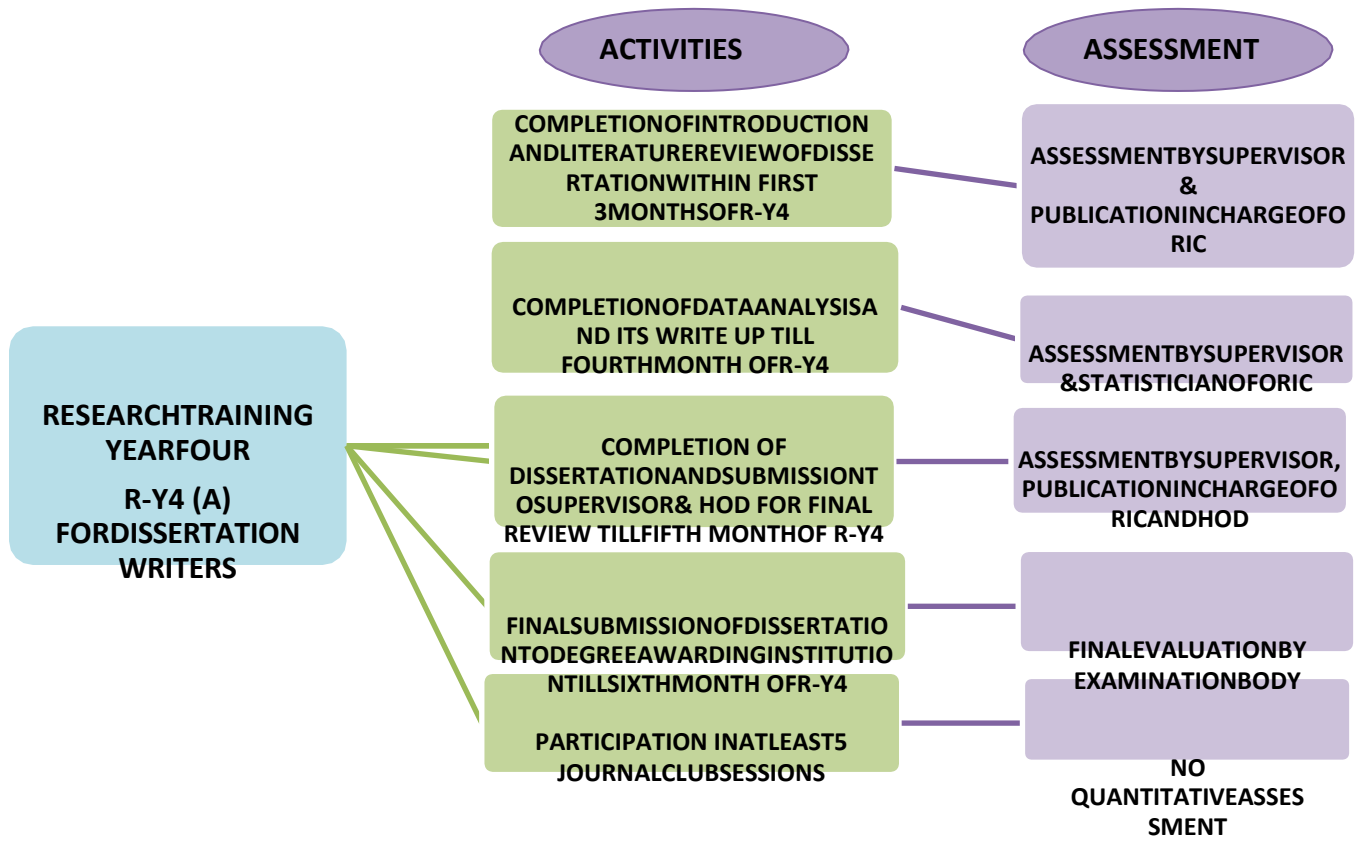 ACTIVITIES
ASSESSMENT
COMPLETIONOFINTRODUCTION
ANDLITERATUREREVIEWOFDISSE
RTATIONWITHIN FIRST
3MONTHSOFR-Y4
ASSESSMENTBYSUPERVISOR
&
PUBLICATIONINCHARGEOFO
RIC
COMPLETIONOFDATAANALYSISA
ND ITS WRITE UP TILL
FOURTHMONTH OFR-Y4
ASSESSMENTBYSUPERVISOR
&STATISTICIANOFORIC
RESEARCHTRAINING
YEARFOUR
R-Y4 (A)
FORDISSERTATION
WRITERS
COMPLETION OF
DISSERTATIONANDSUBMISSIONT
OSUPERVISOR& HOD FOR FINAL
REVIEW TILLFIFTH MONTHOF R-Y4
ASSESSMENTBYSUPERVISOR,
PUBLICATIONINCHARGEOFO
RICANDHOD
FINALSUBMISSIONOFDISSERTATIO
NTODEGREEAWARDINGINSTITUTIO
NTILLSIXTHMONTH OFR-Y4
FINALEVALUATIONBY
EXAMINATIONBODY
PARTICIPATION INATLEAST5
JOURNALCLUBSESSIONS
NO
QUANTITATIVEASSES
SMENT